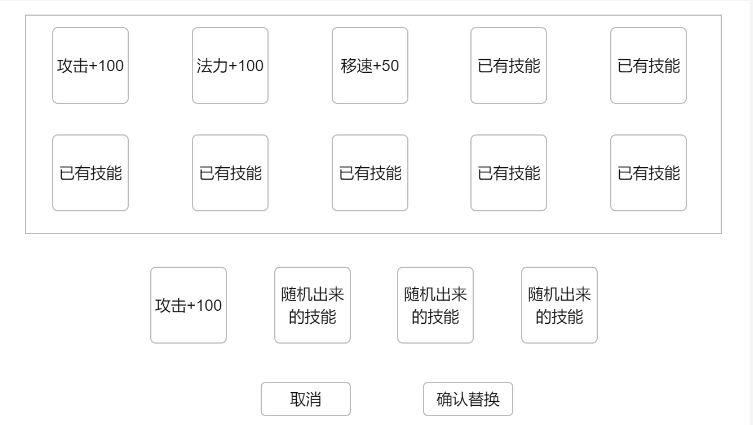 攻击+100
法力+100
移速+50
已有技能
已有技能
已有技能
已有技能
已有技能
已有技能
已有技能
攻击+100
随机出来
的技能
随机出来
的技能
随机出来
的技能
取消
确认替换